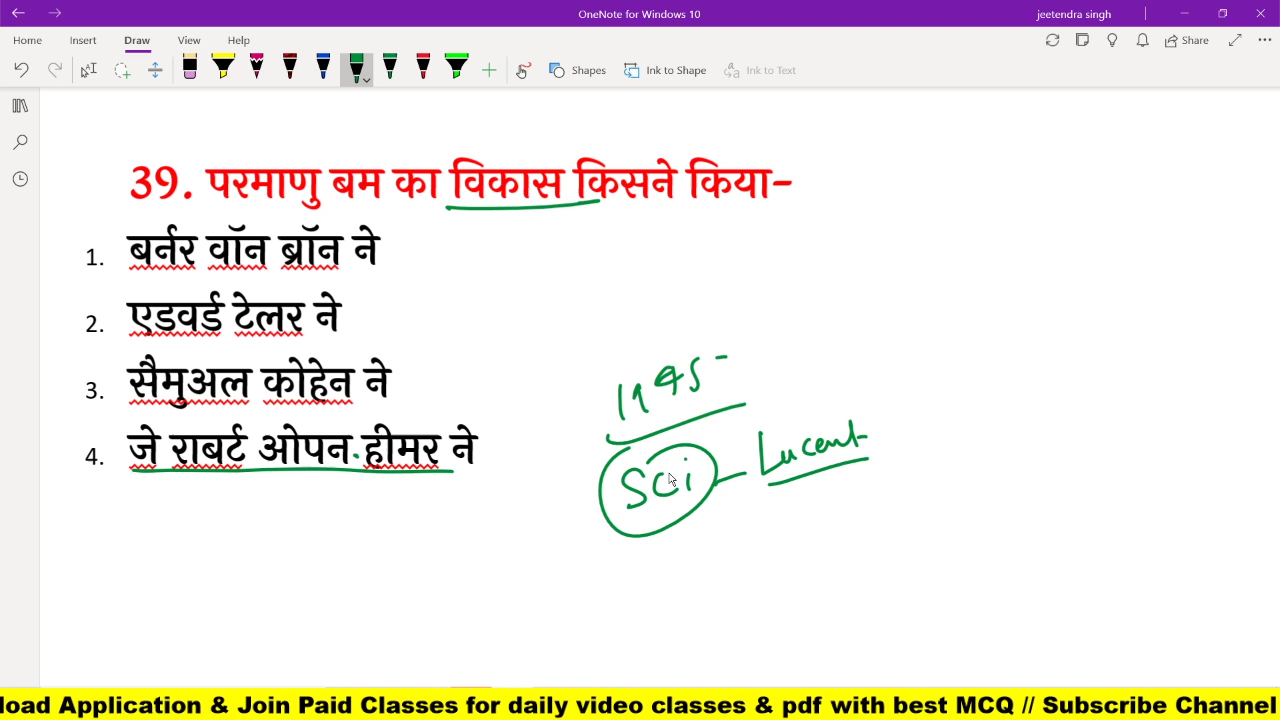 OneNote for Windows 10
jeetendra singh
Home Insert Draw View Help
Share
Shapes Ink to Shape Ink to Text
39. परमाणु बम का विकास किसने किया-
1. बर्नर वॉन ब्रॉन ने
2. एडवर्ड टेलर ने
3. सैमुअल कोहेन ने
4. जे राबर्ट ओपन हीमर ने
1945
SCi - Lucent
load Application & Join Paid Classes for daily video classes & pdf with best MCQ // Subscribe Channel